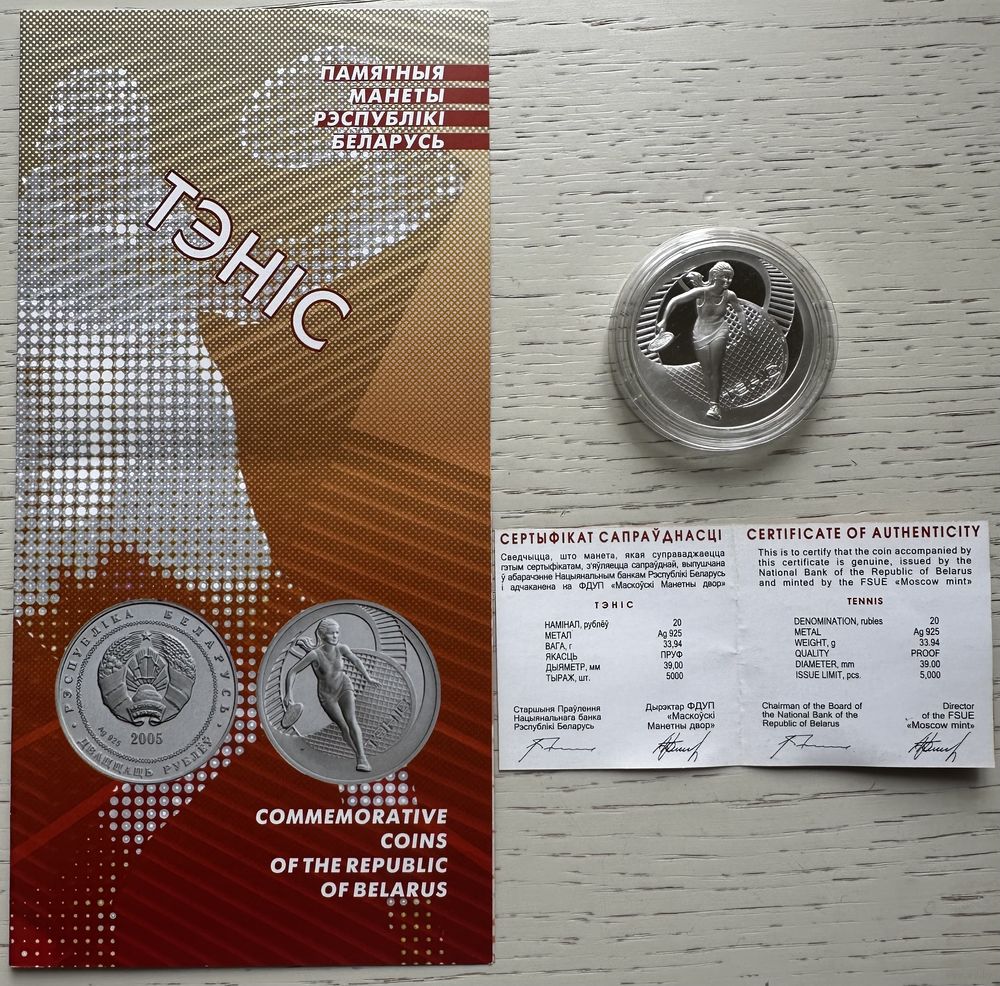 ПАМЯТНЫЯ
МАНЕТЫ
РЭСПУБЛІКІ
БЕЛАРУСЬ
ТЭНІС
РЭСПУБЛІКА БЕЛАРУСЬ
Ag 925
2005
ДВАЦЦАЦЬ РУБЛЁЎ
COMMEMORATIVE
COINS
OF THE REPUBLIC
OF BELARUS
СЕРТЫФІКАТ САПРАЎДНАСЦІ
Сведчыцца, што манета, якая суправаджаецца
гэтым сертыфікатам, з'яўляецца сапраўднай, выпушчана
ў абарачэнне Нацыянальным банкам Рэспублікі Беларусь
і адчаканена на ФДУП «Маскоўскі Манетны двор»
ТЭНІС
НАМІНАЛ, рублёў 20
МЕТАЛ Ag 925
ВАГА, г 33,94
ЯКАСЦЬ ПРУФ
ДЫЯМЕТР, мм 39,00
ТЫРАЖ, шт. 5000
Старшыня Праўлення
Нацыянальнага банка
Рэспублікі Беларусь
Дырэктар ФДУП
«Маскоўскі
Манетны двор»
CERTIFICATE OF AUTHENTICITY
This is to certify that the coin accompanied by
this certificate is genuine, issued by the
National Bank of the Republic of Belarus
and minted by the FSUE «Moscow mint»
TENNIS
DENOMINATION, rubles 20
METAL Ag 925
WEIGHT, g 33.94
QUALITY PROOF
DIAMETER, mm 39.00
ISSUE LIMIT, pcs. 5,000
Chairman of the Board of
the National Bank of the
Republic of Belarus
Director
of the FSUE
«Moscow mint»